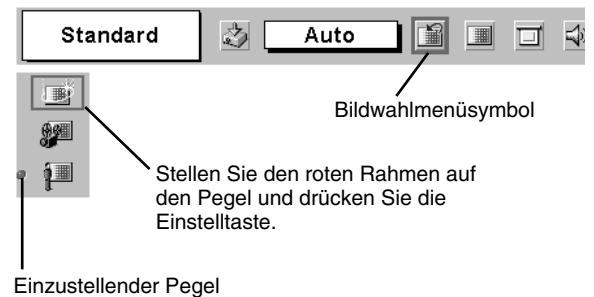 Standard
Auto
Bildwahlmenüsymbol
Stellen Sie den roten Rahmen auf
den Pegel und drücken Sie die
Einstelltaste.
Einzustellender Pegel